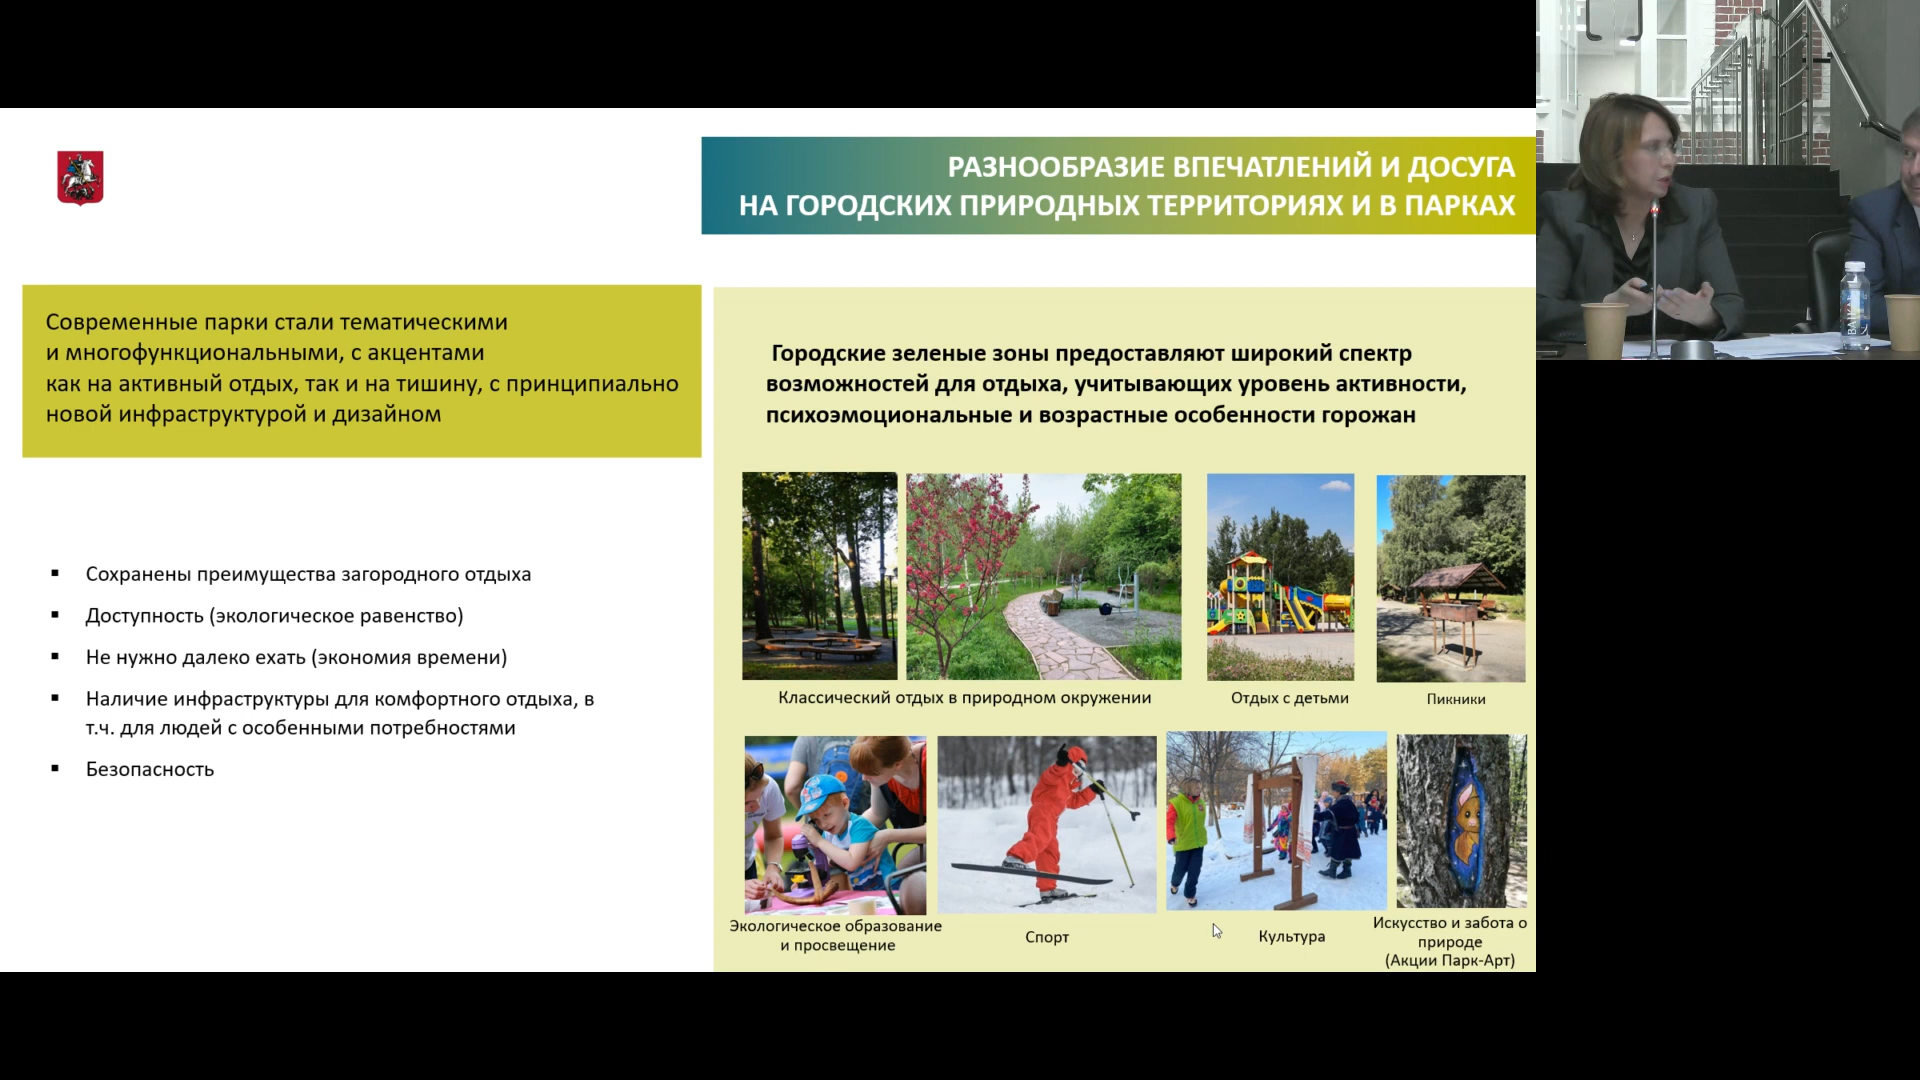 РАЗНООБРАЗИЕ ВПЕЧАТЛЕНИЙ И ДОСУГА
НА ГОРОДСКИХ ПРИРОДНЫХ ТЕРРИТОРИЯХ И В ПАРКАХ
Современные парки стали тематическими
и многофункциональными, с акцентами
как на активный отдых, так и на тишину, с принципиально
новой инфраструктурой и дизайном
▪ Сохранены преимущества загородного отдыха
▪ Доступность (экологическое равенство)
▪ Не нужно далеко ехать (экономия времени)
▪ Наличие инфраструктуры для комфортного отдыха, в
т.ч. для людей с особенными потребностями
▪ Безопасность
Городские зеленые зоны предоставляют широкий спектр
возможностей для отдыха, учитывающих уровень активности,
психоэмоциональные и возрастные особенности горожан
Классический отдых в природном окружении
Отдых с детьми
Пикники
Экологическое образование
и просвещение
Спорт
Культура
Искусство и забота о
природе
(Акции Парк-Арт)